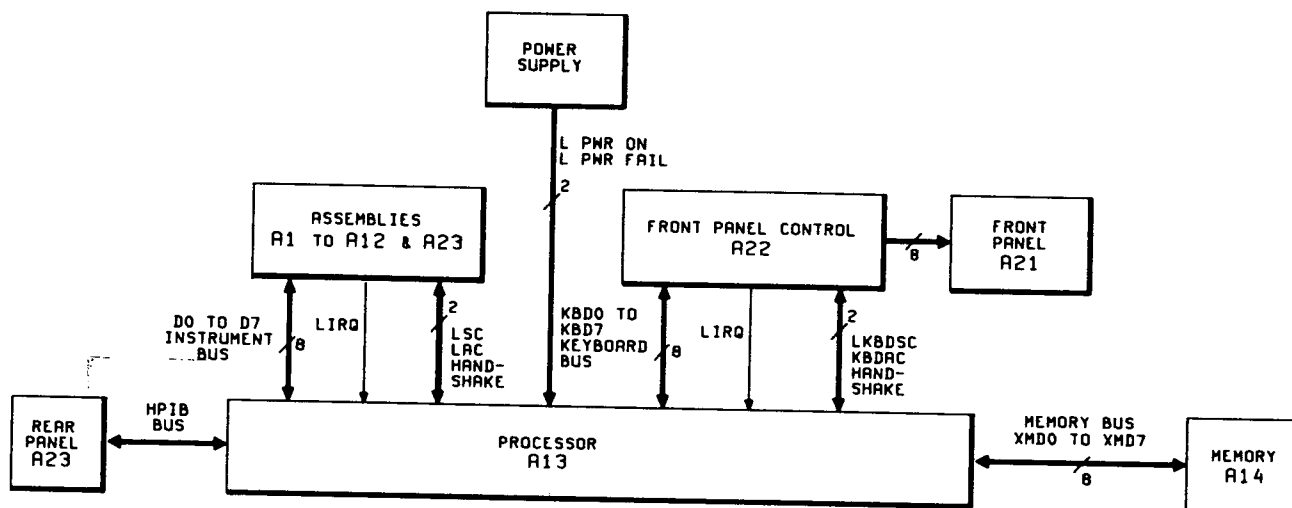 POWER
SUPPLY
L PWR ON
L PWR FAIL
2
ASSEMBLIES
A1 TO A12 & A23
FRONT PANEL CONTROL
A22
8
FRONT
PANEL
A21
D0 TO D7
INSTRUMENT
BUS
8
LIRQ
2
LSC
LAC
HAND-
SHAKE
KBD0 TO
KBD7
KEYBOARD
BUS
8
LIRQ
2
LKBDSC
KBDAC
HAND-
SHAKE
REAR
PANEL
A23
HPIB
BUS
PROCESSOR
A13
MEMORY BUS
XMD0 TO XMD7
8
MEMORY
A14